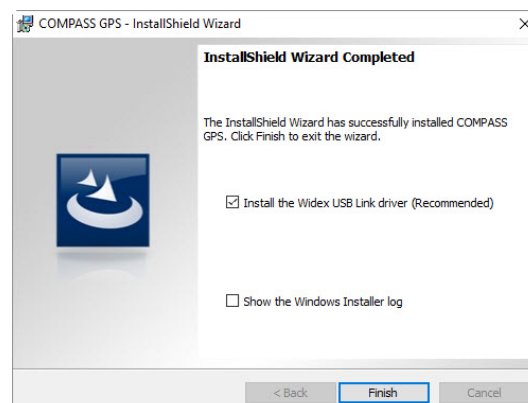 COMPASS GPS - InstallShield Wizard
InstallShield Wizard Completed
The InstallShield Wizard has successfully installed COMPASS
GPS. Click Finish to exit the wizard.
Install the Widex USB Link driver (Recommended)
Show the Windows Installer log
< Back Finish Cancel